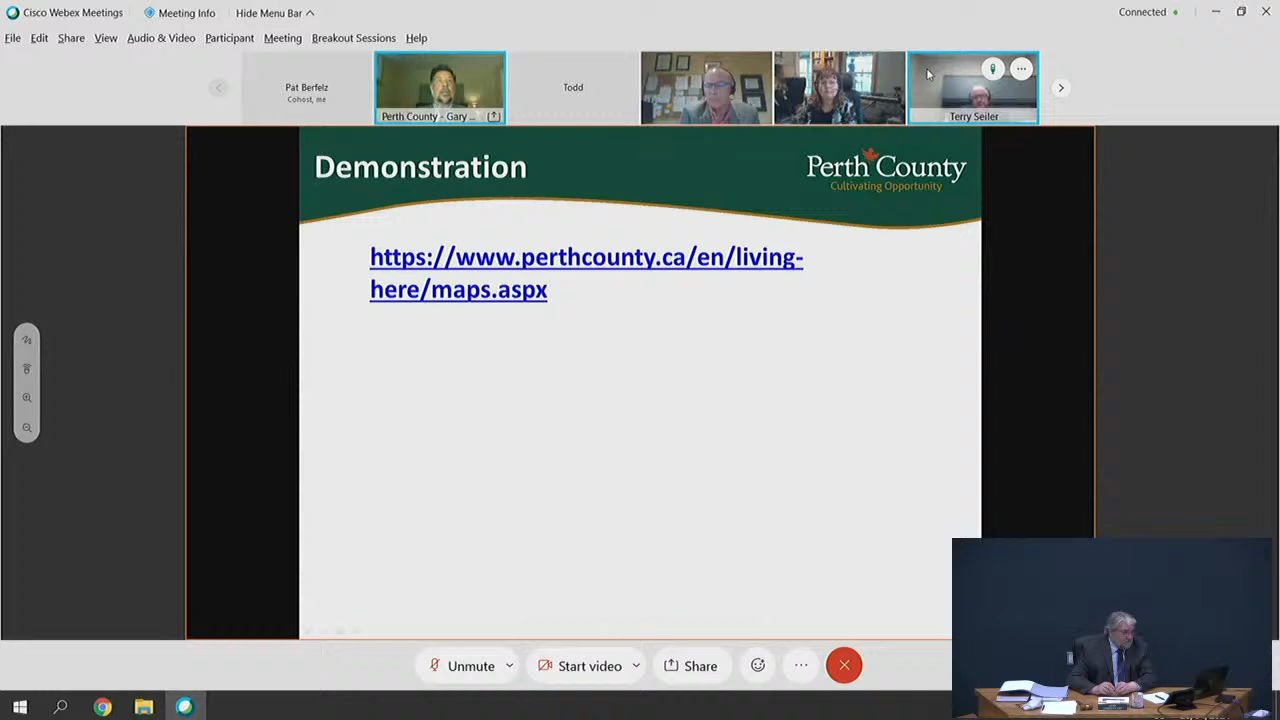 Cisco Webex Meetings
Meeting Info
Hide Menu Bar
Connected
File Edit Share View Audio & Video Participant Meeting Breakout Sessions Help
Pat Berfelz
Cohost, me
Perth County - Gary ...
Todd
Terry Seiler
Demonstration
Perth County
Cultivating Opportunity
https://www.perthcounty.ca/en/living-
here/maps.aspx
Unmute
Start video
Share